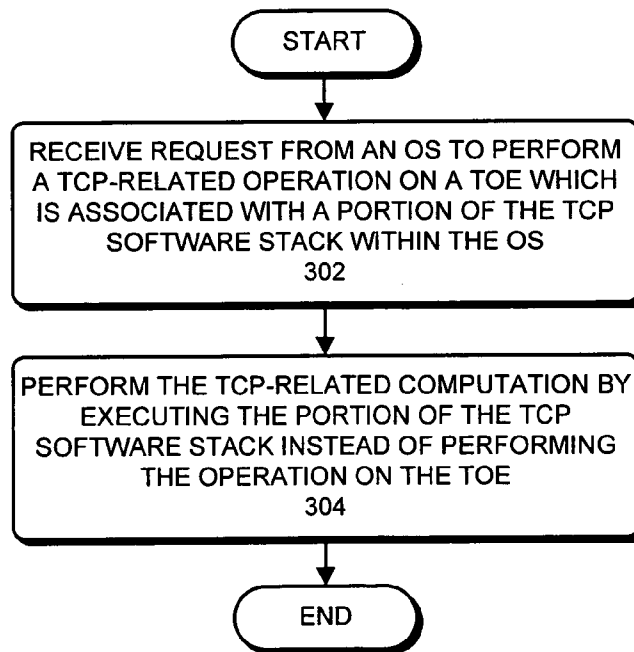 START
RECEIVE REQUEST FROM AN OS TO PERFORM
A TCP-RELATED OPERATION ON A TOE WHICH
IS ASSOCIATED WITH A PORTION OF THE TCP
SOFTWARE STACK WITHIN THE OS
302
PERFORM THE TCP-RELATED COMPUTATION BY
EXECUTING THE PORTION OF THE TCP
SOFTWARE STACK INSTEAD OF PERFORMING
THE OPERATION ON THE TOE
304
END